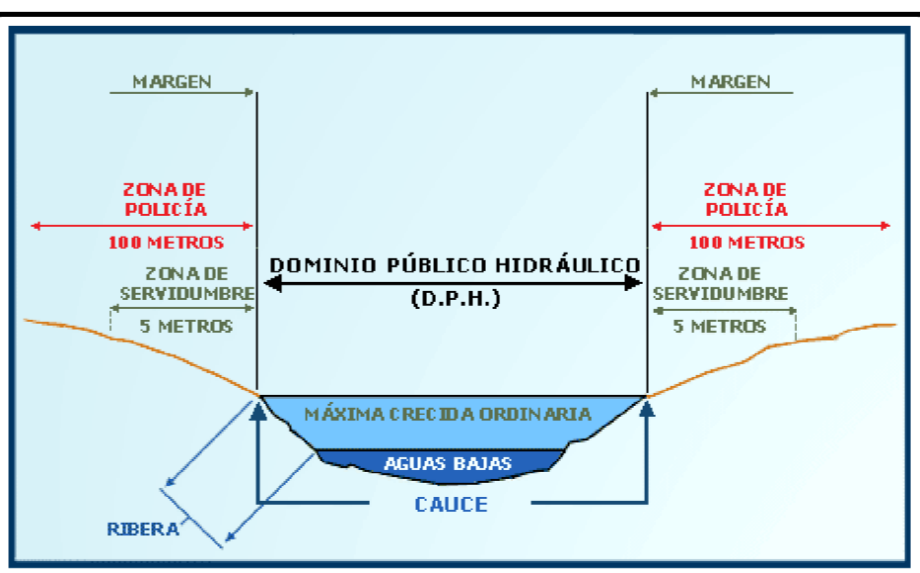 MARGEN
MARGEN
ZONA DE
POLICÍA
100 METROS
ZONA DE
POLICÍA
100 METROS
DOMINIO PÚBLICO HIDRÁULICO
(D.P.H.)
ZONA DE
SERVIDUMBRE
5 METROS
ZONA DE
SERVIDUMBRE
5 METROS
MÁXIMA CRECIDA ORDINARIA
AGUAS BAJAS
CAUCE
RIBERA